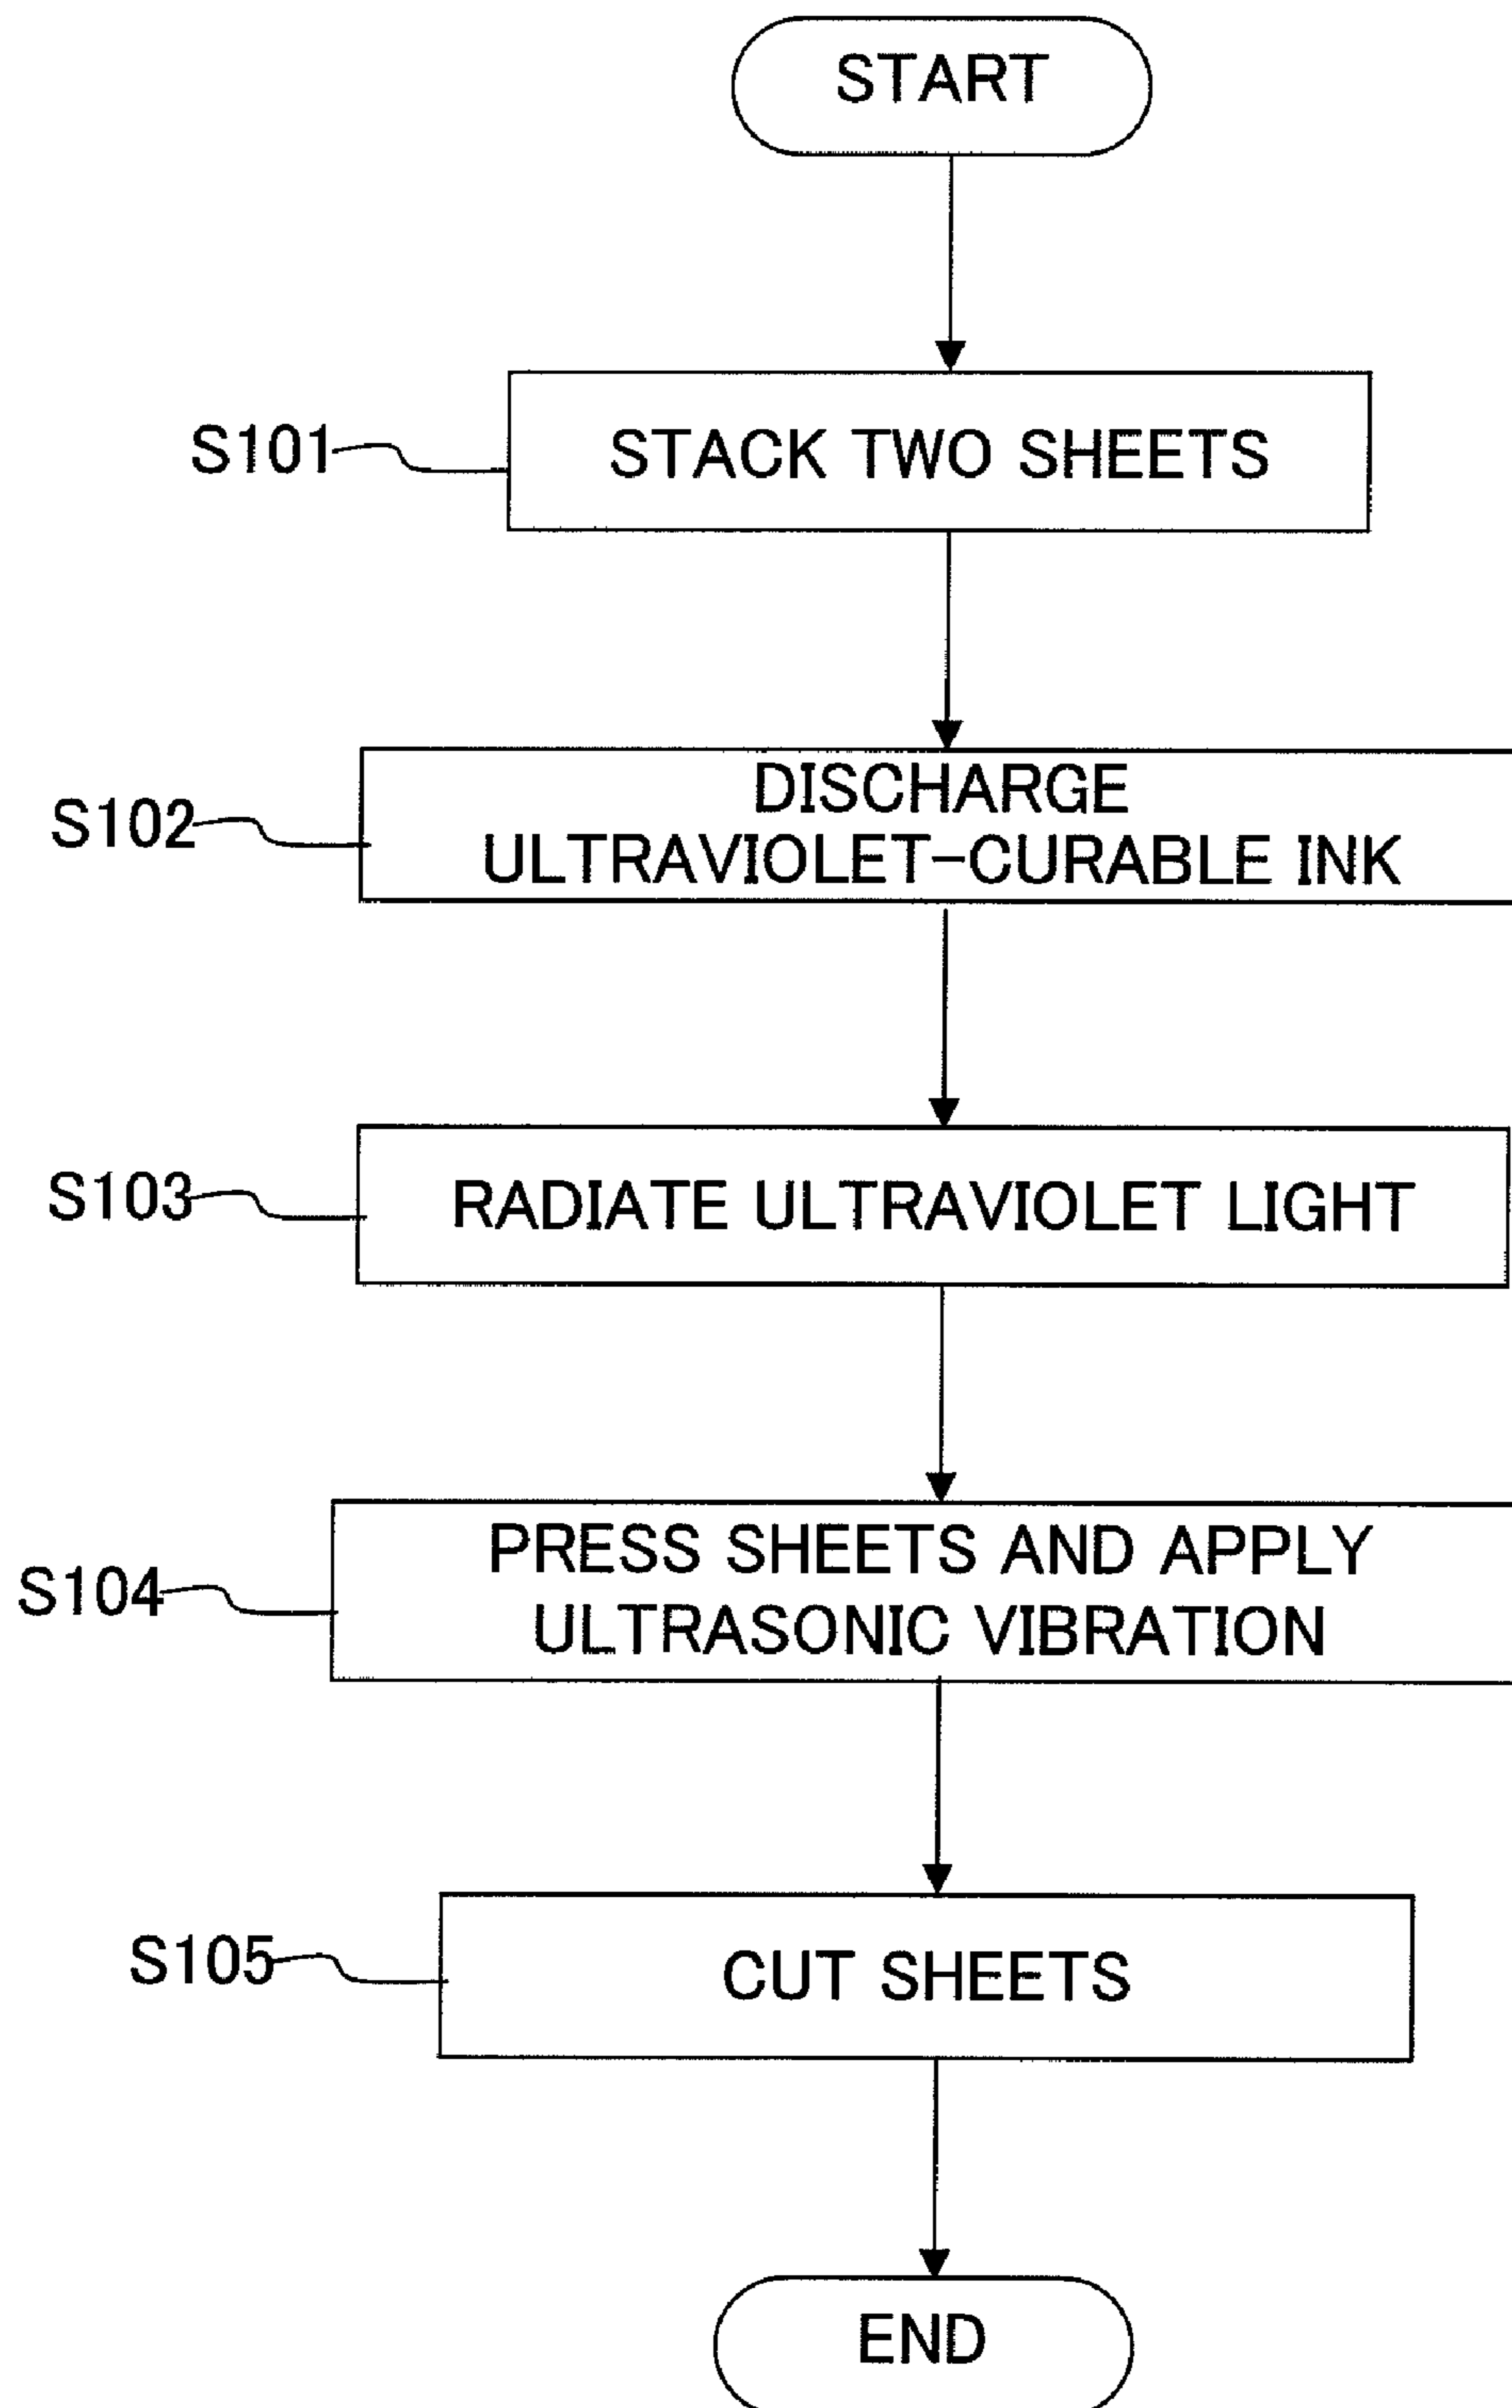 START
S101
STACK TWO SHEETS
S102
DISCHARGE
ULTRAVIOLET-CURABLE INK
S103
RADIATE ULTRAVIOLET LIGHT
S104
PRESS SHEETS AND APPLY
ULTRASONIC VIBRATION
S105
CUT SHEETS
END